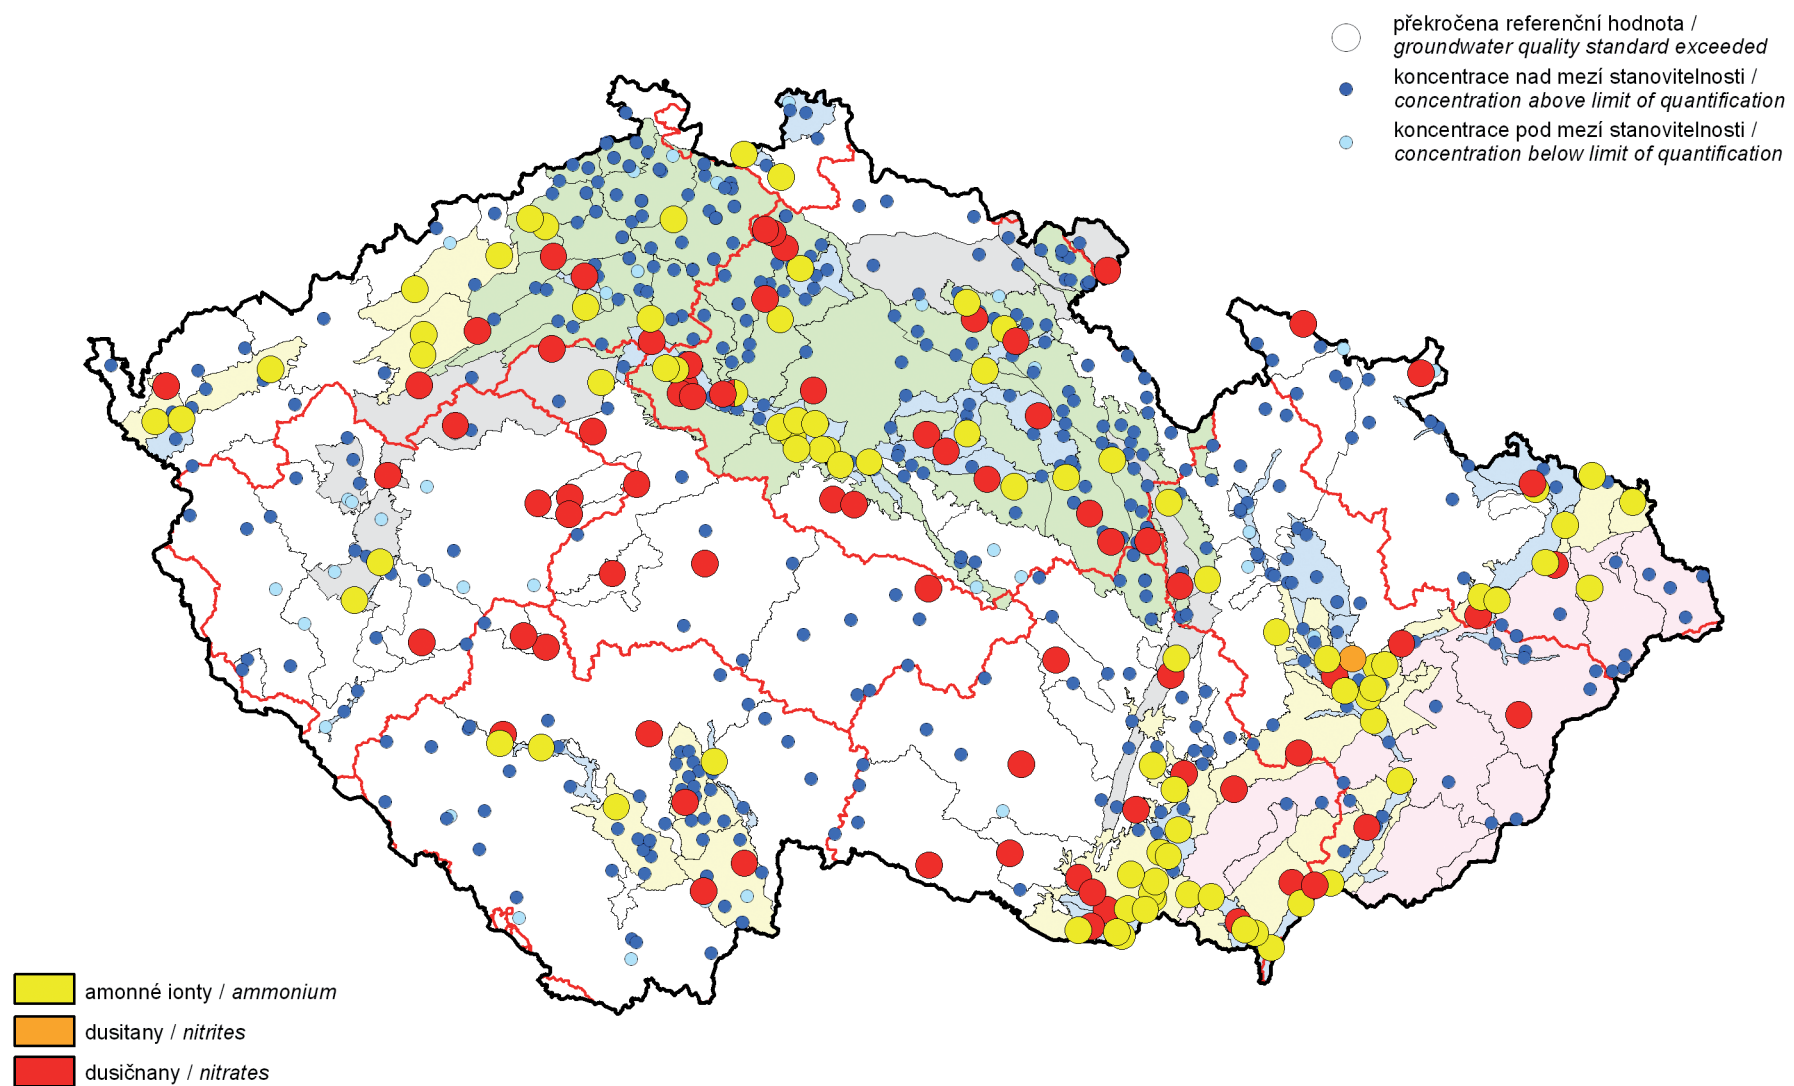 překročena referenční hodnota /
groundwater quality standard exceeded
koncentrace nad mezí stanovitelnosti /
concentration above limit of quantification
koncentrace pod mezí stanovitelnosti /
concentration below limit of quantification
amonné ionty / ammonium
dusitany / nitrites
dusičnany / nitrates